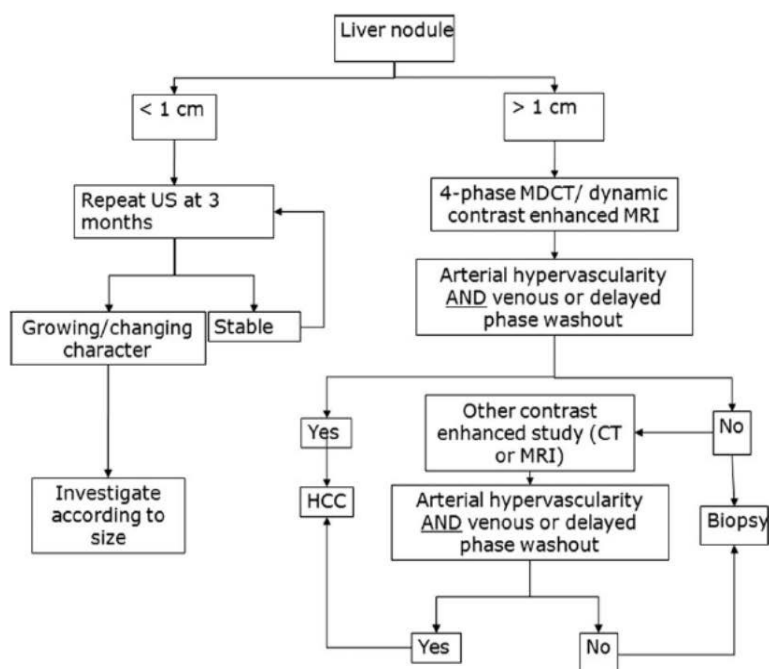 Liver nodule
< 1 cm
> 1 cm
Repeat US at 3
months
4-phase MDCT/ dynamic
contrast enhanced MRI
Arterial hypervascularity
AND venous or delayed
phase washout
Growing/changing
character
Stable
Yes
Other contrast
enhanced study (CT
or MRI)
No
Investigate
according to
size
HCC
Arterial hypervascularity
AND venous or delayed
phase washout
Biopsy
Yes
No